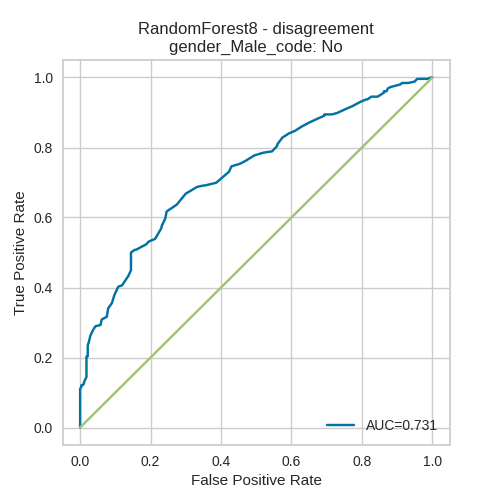 RandomForest8 - disagreement
gender_Male_code: No
1.0
0.8
0.6
0.4
0.2
0.0
True Positive Rate
AUC=0.731
0.0 0.2 0.4 0.6 0.8 1.0
False Positive Rate